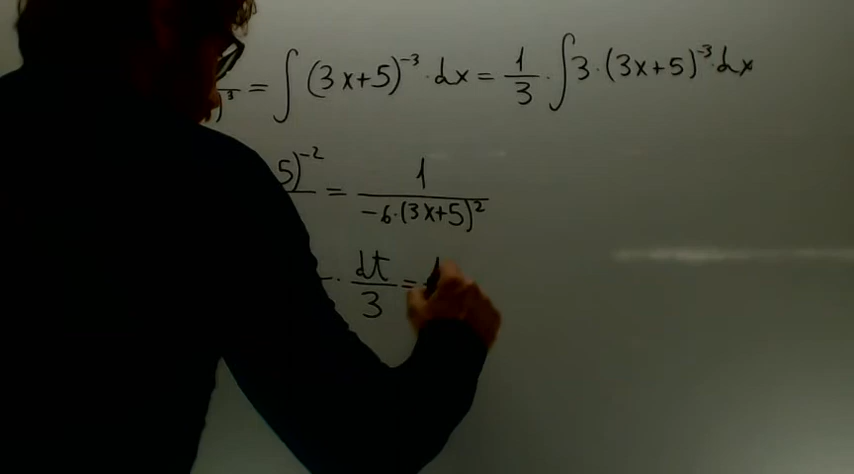 )³ = ∫ (3x+5)⁻³ · dx = 1/3 · ∫ 3 · (3x+5)⁻³ · dx
5)⁻² = 1/(-6·(3x+5)²)
· dt/3 =